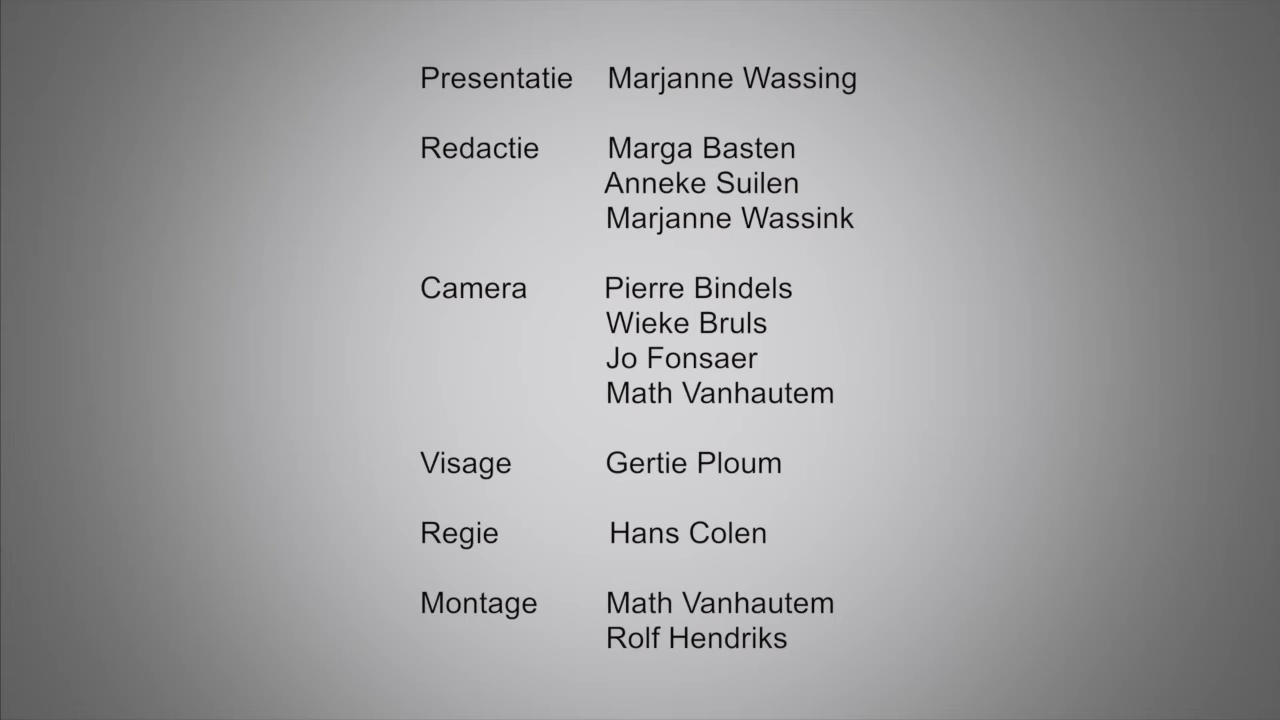 Presentatie Marjanne Wassing
Redactie Marga Basten
Anneke Suilen
Marjanne Wassink
Camera Pierre Bindels
Wieke Bruls
Jo Fonsaer
Math Vanhautem
Visage Gertie Ploum
Regie Hans Colen
Montage Math Vanhautem
Rolf Hendriks